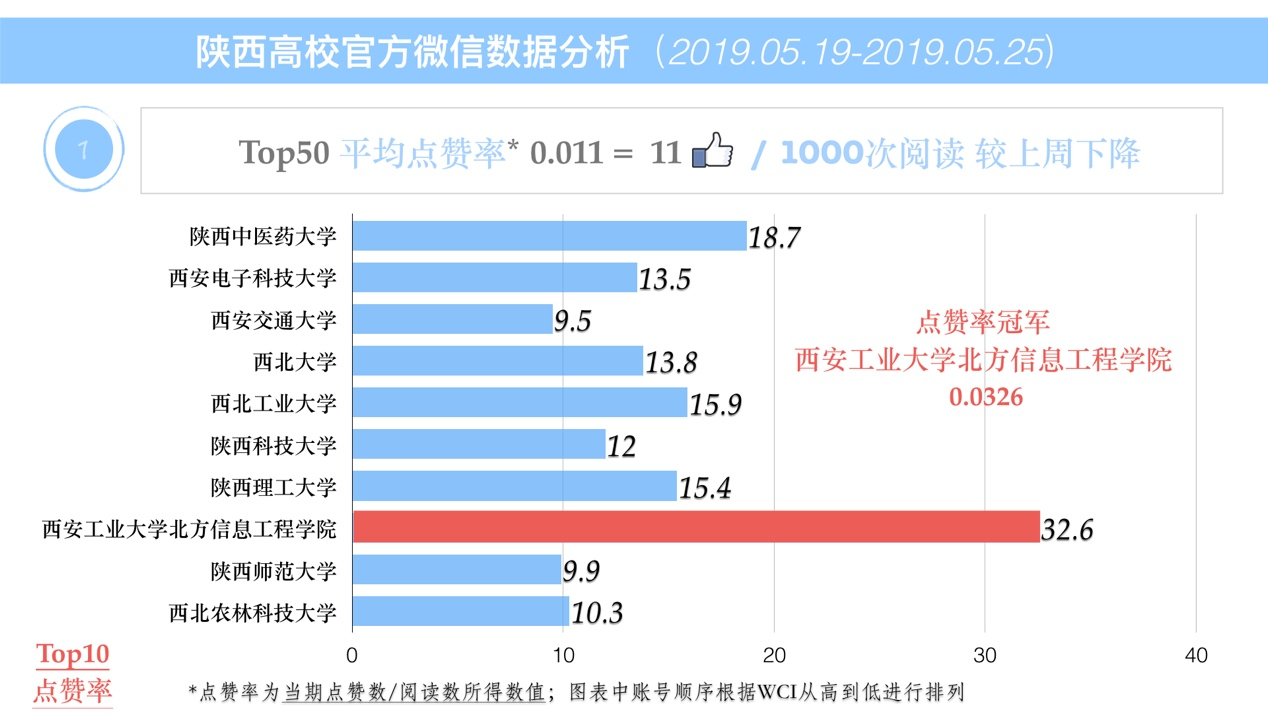 陕西高校官方微信数据分析（2019.05.19-2019.05.25）
1
Top50 平均点赞率* 0.011 = 11 / 1000次阅读 较上周下降
陕西中医药大学 18.7
西安电子科技大学 13.5
西安交通大学 9.5
西北大学 13.8
西北工业大学 15.9
陕西科技大学 12
陕西理工大学 15.4
西安工业大学北方信息工程学院 32.6
陕西师范大学 9.9
西北农林科技大学 10.3
点赞率冠军
西安工业大学北方信息工程学院
0.0326
0 10 20 30 40
Top10
点赞率
*点赞率为当期点赞数/阅读数所得数值；图表中账号顺序根据WCI从高到低进行排列